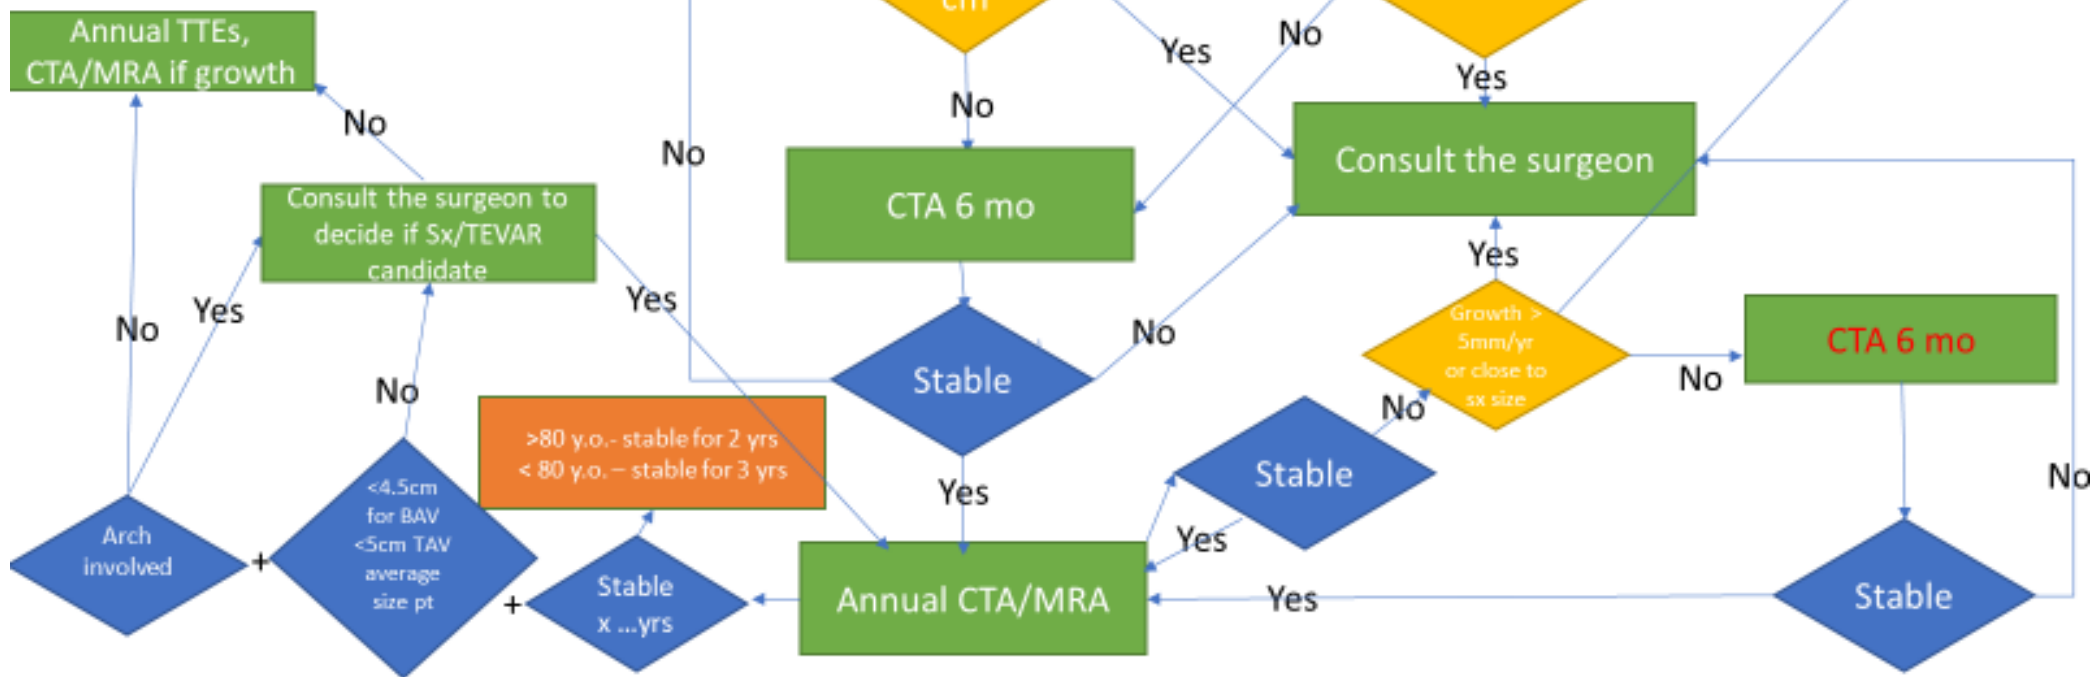 cm
Annual TTEs,
CTA/MRA if growth
No
Yes
No
Yes
No
Consult the surgeon
No
CTA 6 mo
Consult the surgeon to
decide if Sx/TEVAR
candidate
Yes
Yes
No
Yes
No
No
Growth >
5mm/yr
or close to
sx size
CTA 6 mo
No
Stable
No
No
>80 y.o.- stable for 2 yrs
< 80 y.o. – stable for 3 yrs
Stable
No
Yes
<4.5cm
for BAV
<5cm TAV
average
size pt
Arch
involved
+
Yes
Stable
x ...yrs
+
Annual CTA/MRA
Yes
Stable